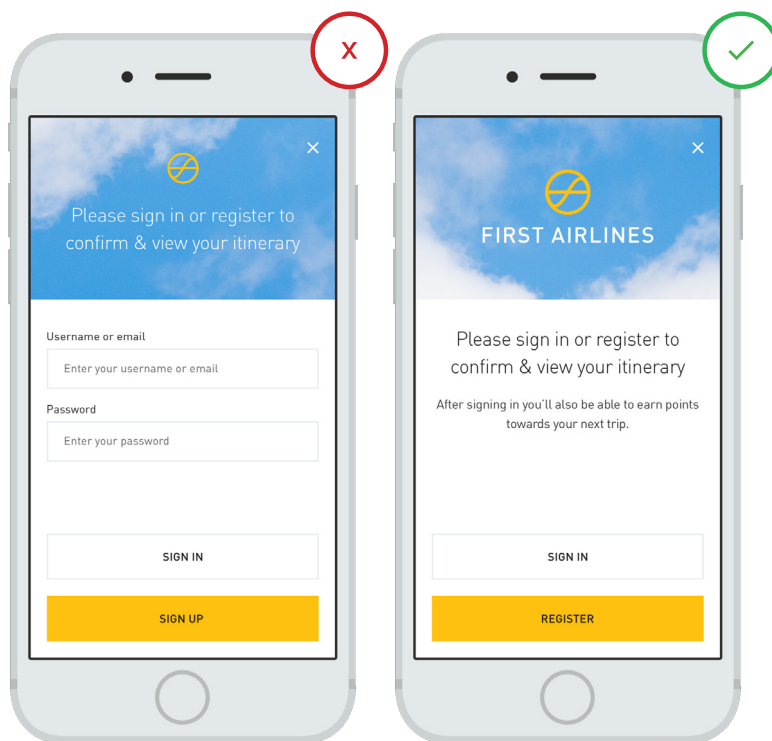 X
Please sign in or register to
confirm & view your itinerary
Username or email
Enter your username or email
Password
Enter your password
SIGN IN
SIGN UP
FIRST AIRLINES
Please sign in or register to
confirm & view your itinerary
After signing in you'll also be able to earn points
towards your next trip.
SIGN IN
REGISTER